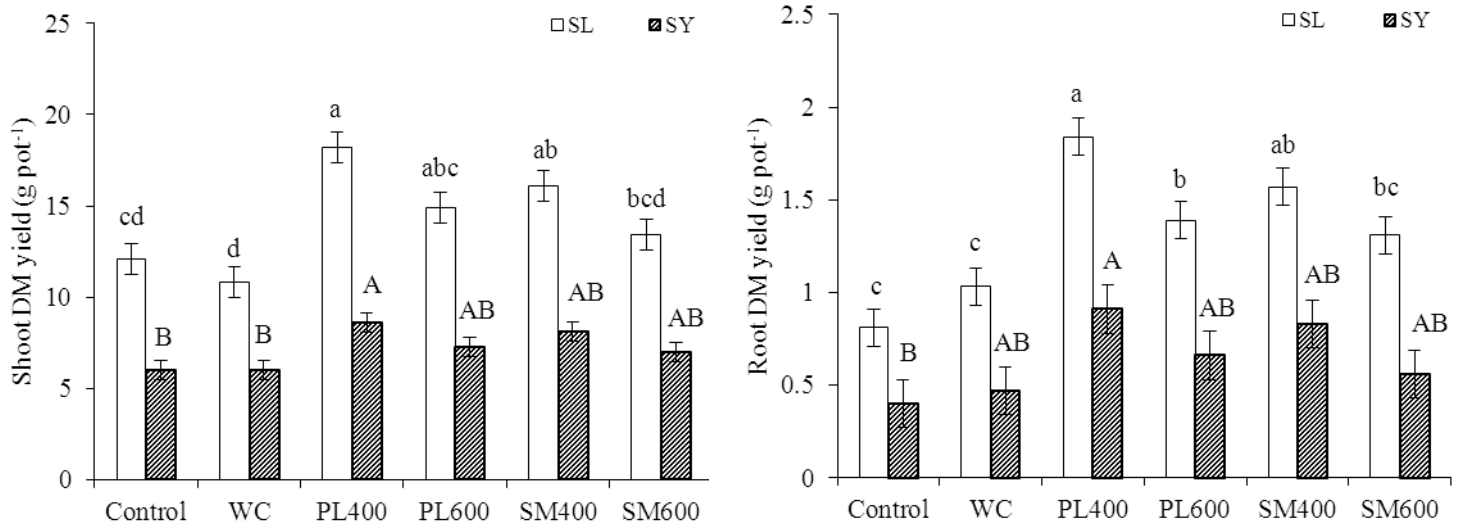 Shoot DM yield (g pot⁻¹)
25
20
15
10
5
0
SL SY
cd
B
d
B
a
A
abc
AB
ab
AB
bcd
AB
Control WC PL400 PL600 SM400 SM600
Root DM yield (g pot⁻¹)
2.5
2
1.5
1
0.5
0
SL SY
c
B
c
AB
a
A
b
AB
ab
AB
bc
AB
Control WC PL400 PL600 SM400 SM600